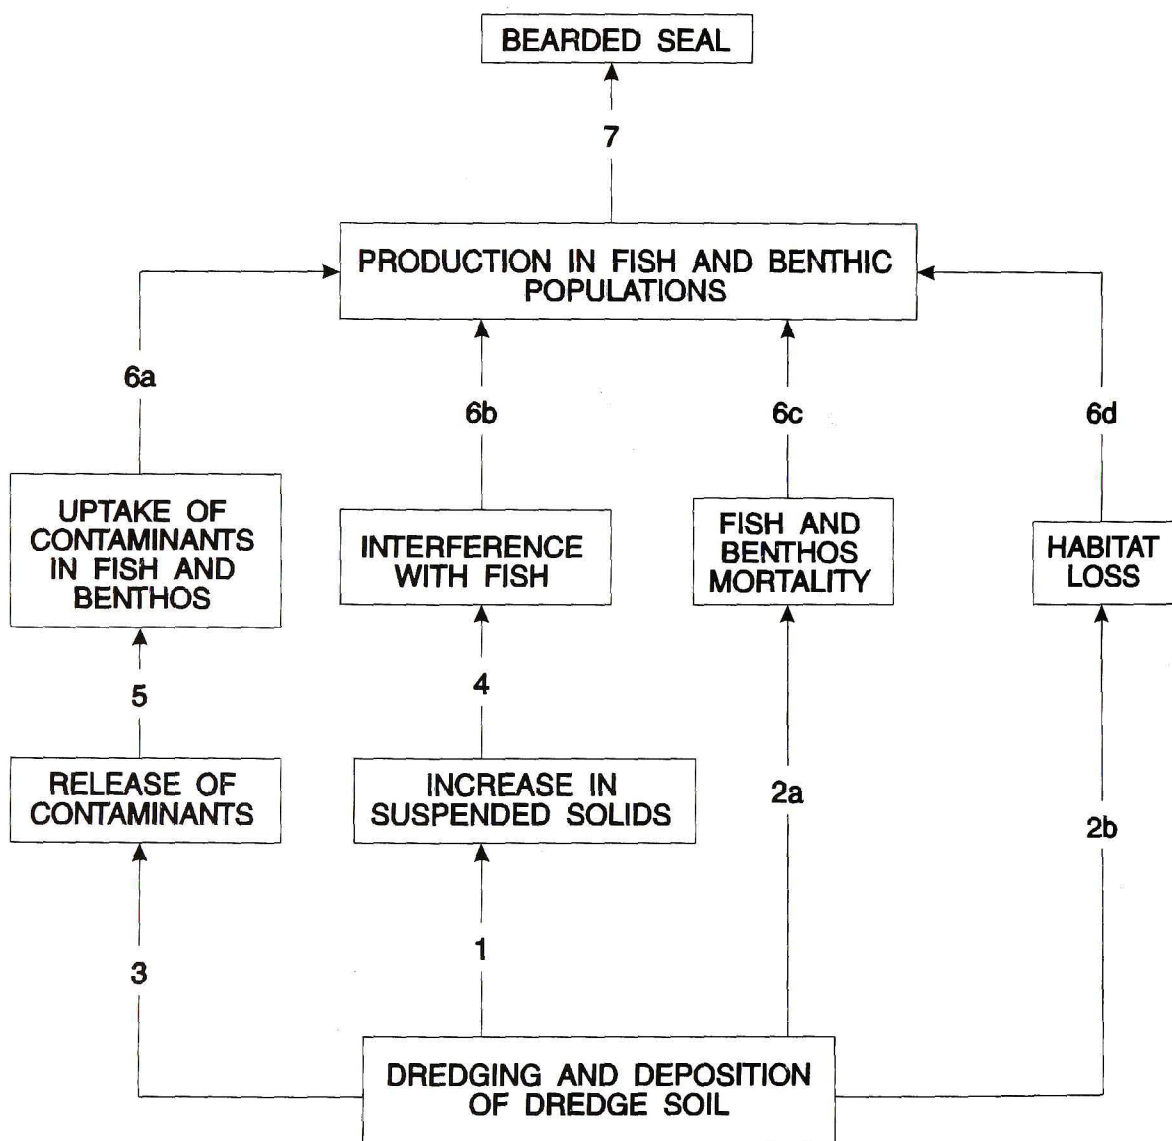 BEARDED SEAL
7
PRODUCTION IN FISH AND BENTHIC
POPULATIONS
6a
6b
6c
6d
UPTAKE OF
CONTAMINANTS
IN FISH AND
BENTHOS
INTERFERENCE
WITH FISH
FISH AND
BENTHOS
MORTALITY
HABITAT
LOSS
5
4
RELEASE OF
CONTAMINANTS
INCREASE IN
SUSPENDED SOLIDS
2a
2b
3
1
DREDGING AND DEPOSITION
OF DREDGE SOIL